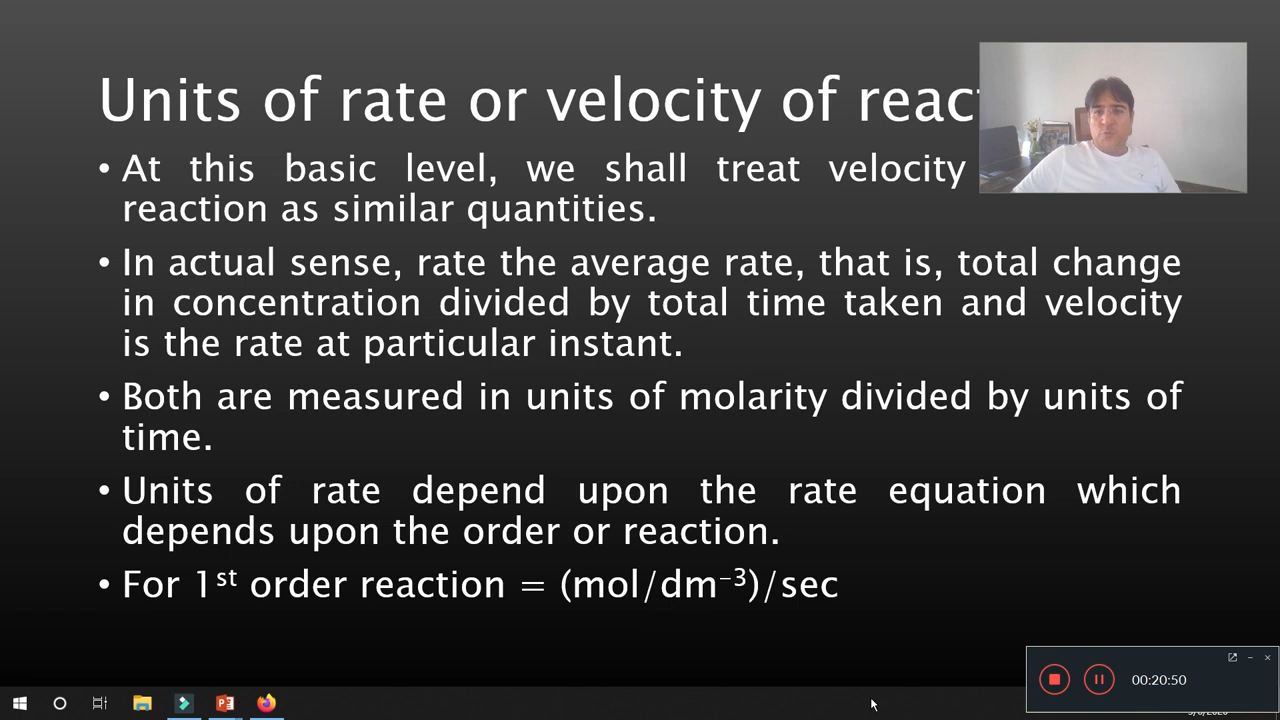 Units of rate or velocity of reac
• At this basic level, we shall treat velocity
reaction as similar quantities.
• In actual sense, rate the average rate, that is, total change
in concentration divided by total time taken and velocity
is the rate at particular instant.
• Both are measured in units of molarity divided by units of
time.
• Units of rate depend upon the rate equation which
depends upon the order or reaction.
• For 1ˢᵗ order reaction = (mol/dm⁻³)/sec
00:20:50